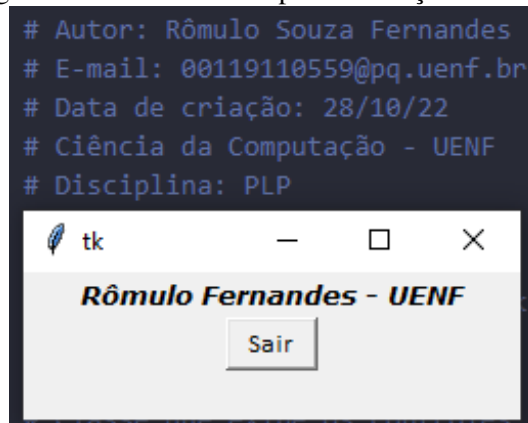 # Autor: Rômulo Souza Fernandes
# E-mail: 00119110559@pq.uenf.br
# Data de criação: 28/10/22
# Ciência da Computação - UENF
# Disciplina: PLP
tk
Rômulo Fernandes - UENF
Sair